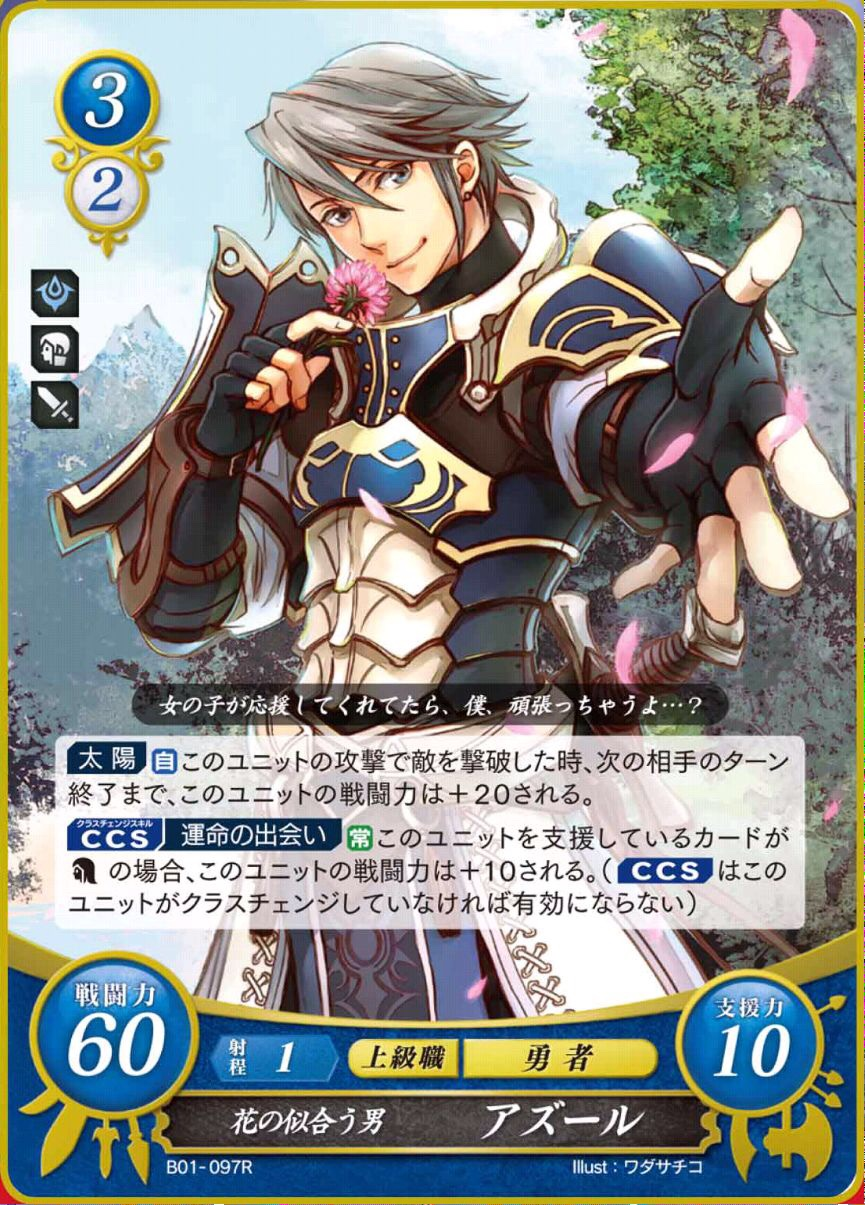 3
2
女の子が応援してくれてたら、僕、頑張っちゃうよ…？
太陽 自 このユニットの攻撃で敵を撃破した時、次の相手のターン
終了まで、このユニットの戦闘力は＋20される。
クラスチェンジスキル
CCS 運命の出会い 常 このユニットを支援しているカードが
の場合、このユニットの戦闘力は＋10される。（CCSはこの
ユニットがクラスチェンジしていなければ有効にならない）
戦闘力
60
射程 1
上級職 勇者
支援力
10
花の似合う男 アズール
B01-097R Illust：ワダサチコ